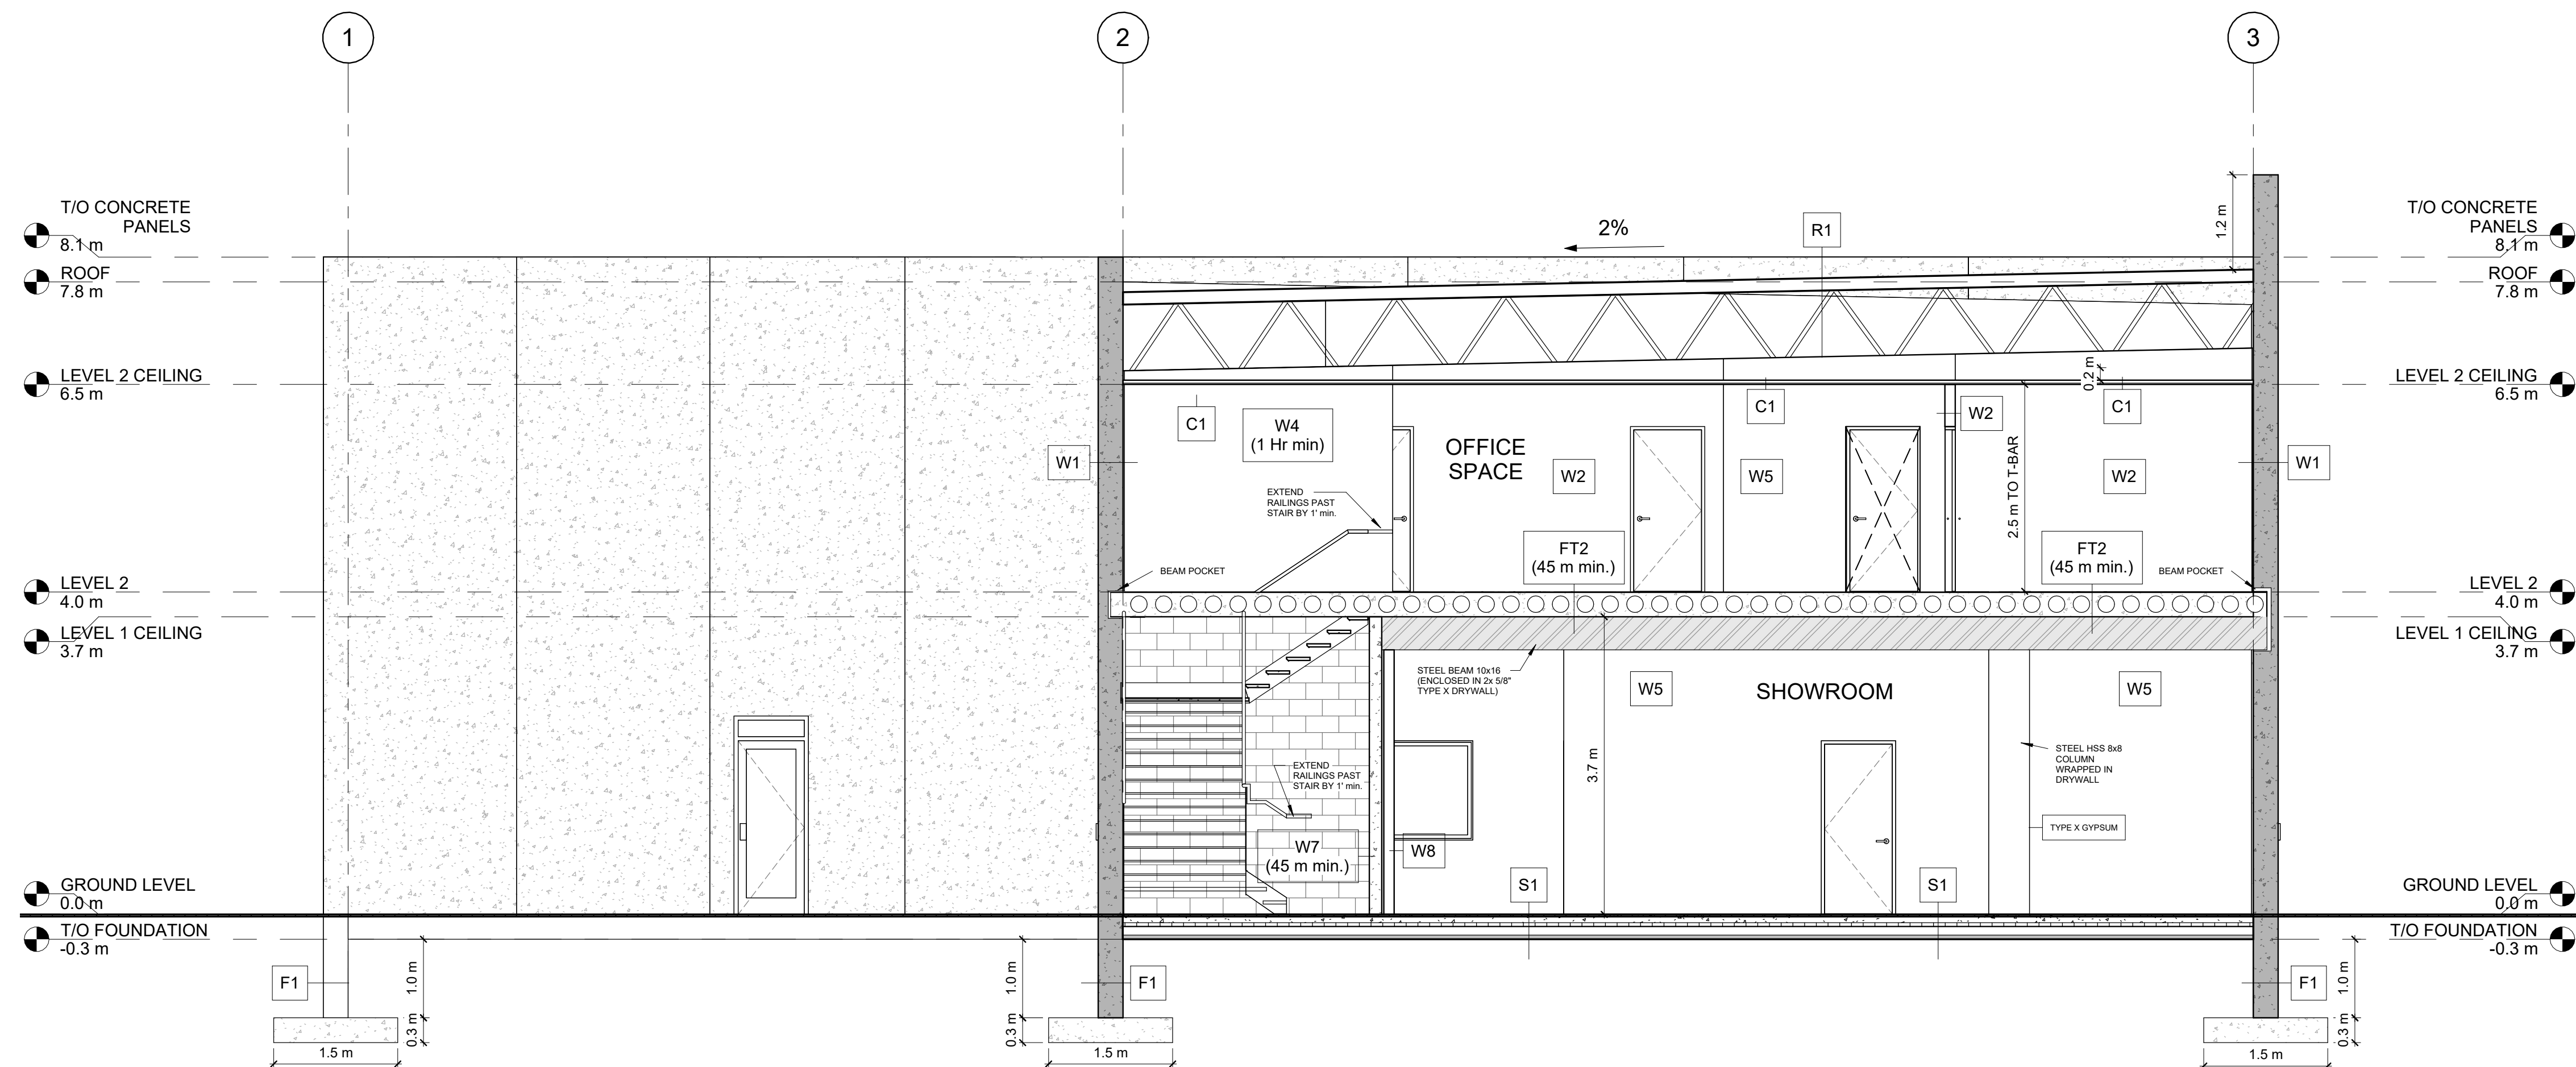 1
2
3
T/O CONCRETE
PANELS
8.1 m
ROOF
7.8 m
LEVEL 2 CEILING
6.5 m
LEVEL 2
4.0 m
LEVEL 1 CEILING
3.7 m
GROUND LEVEL
0.0 m
T/O FOUNDATION
-0.3 m
F1
1.0 m
0.3 m
1.5 m
1.0 m
0.3 m
1.5 m
F1
W1
C1
W4
(1 Hr min)
EXTEND
RAILINGS PAST
STAIR BY 1' min.
BEAM POCKET
OFFICE
SPACE
W2
FT2
(45 m min.)
2%
R1
C1
W5
W2
2.5 m TO T-BAR
0.2 m
C1
W2
FT2
(45 m min.)
BEAM POCKET
1.2 m
W1
STEEL BEAM 10x16
(ENCLOSED IN 2x 5/8"
TYPE X DRYWALL)
W5
SHOWROOM
W5
3.7 m
STEEL HSS 8x8
COLUMN
WRAPPED IN
DRYWALL
TYPE X GYPSUM
EXTEND
RAILINGS PAST
STAIR BY 1' min.
W7
(45 m min.)
W8
S1
S1
F1
1.0 m
0.3 m
1.5 m
T/O CONCRETE
PANELS
8.1 m
ROOF
7.8 m
LEVEL 2 CEILING
6.5 m
LEVEL 2
4.0 m
LEVEL 1 CEILING
3.7 m
GROUND LEVEL
0.0 m
T/O FOUNDATION
-0.3 m